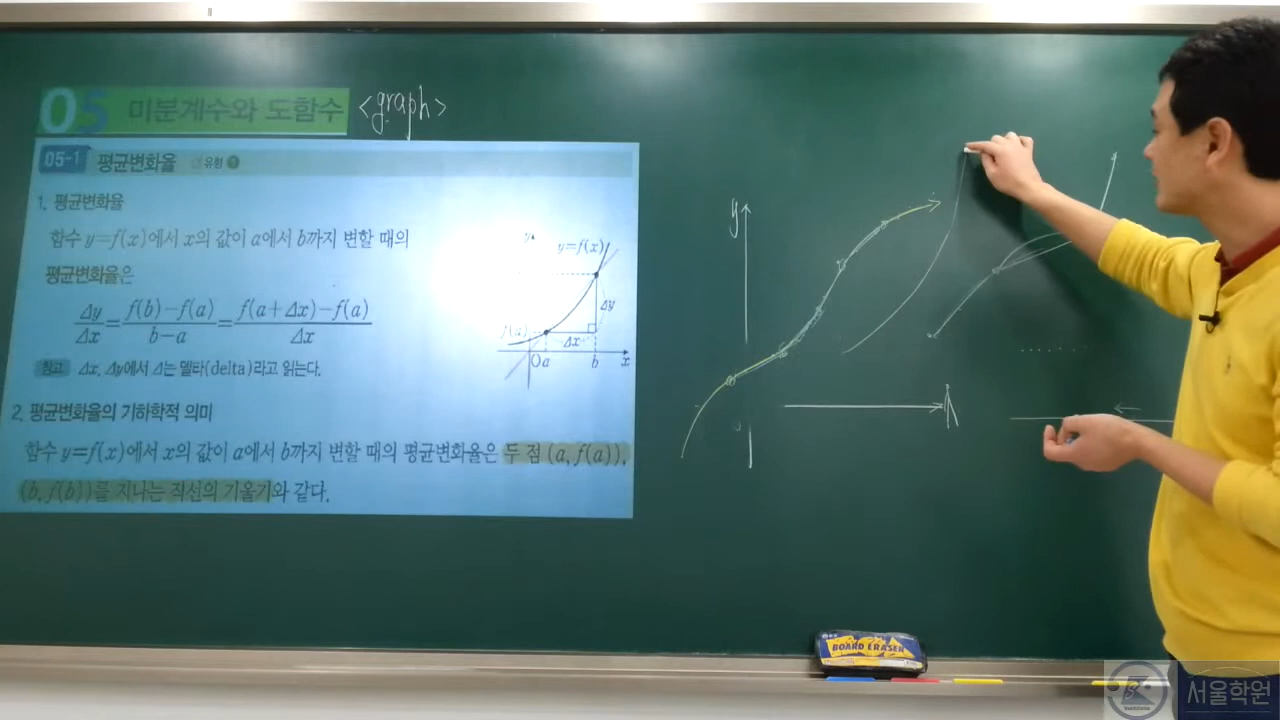 05 미분계수와 도함수 <graph>
05-1 평균변화율 유형
1. 평균변화율
함수 y=f(x)에서 x의 값이 a에서 b까지 변할 때의
평균변화율은
Δy/Δx = f(b)-f(a)/b-a = f(a+Δx)-f(a)/Δx
참고 Δx, Δy에서 Δ는 델타(delta)라고 읽는다.
y
y=f(x)
Δy
f(a)
Δx
O a b x
2. 평균변화율의 기하학적 의미
함수 y=f(x)에서 x의 값이 a에서 b까지 변할 때의 평균변화율은 두 점 (a, f(a)),
(b, f(b))를 지나는 직선의 기울기와 같다.
y
BOARD ERASER
서울학원